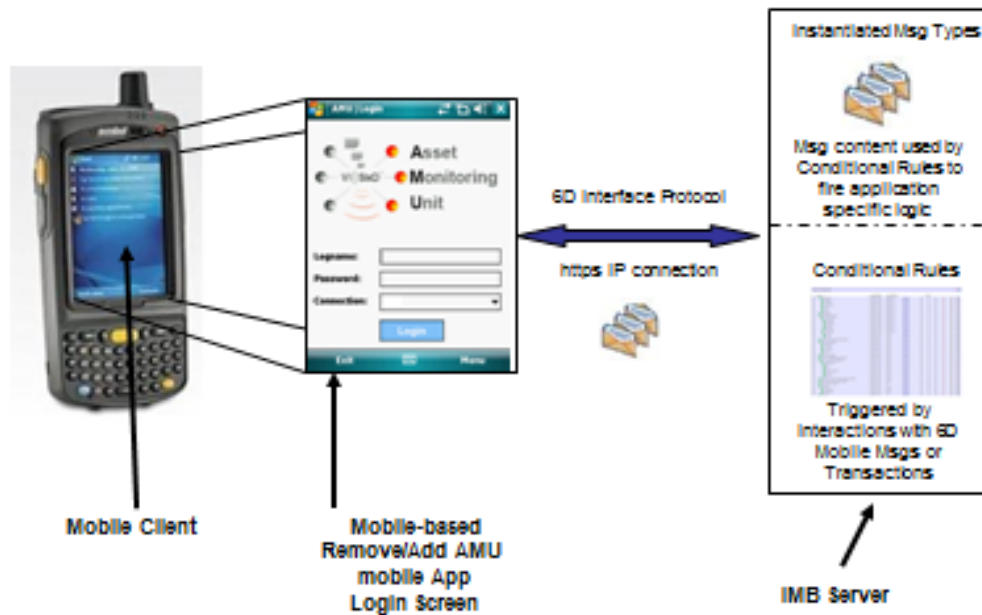 AMU Login
Asset
Monitoring
Unit
Logname:
Password:
Connection:
Login
Exit
Menu
6D Interface Protocol
https IP connection
Instantiated Msg Types
Msg content used by
Conditional Rules to
fire application
specific logic
Conditional Rules
Triggered by
Interactions with 6D
Mobile Msgs or
Transactions
Mobile Client
Mobile-based
Remove/Add AMU
mobile App
Login Screen
IMB Server